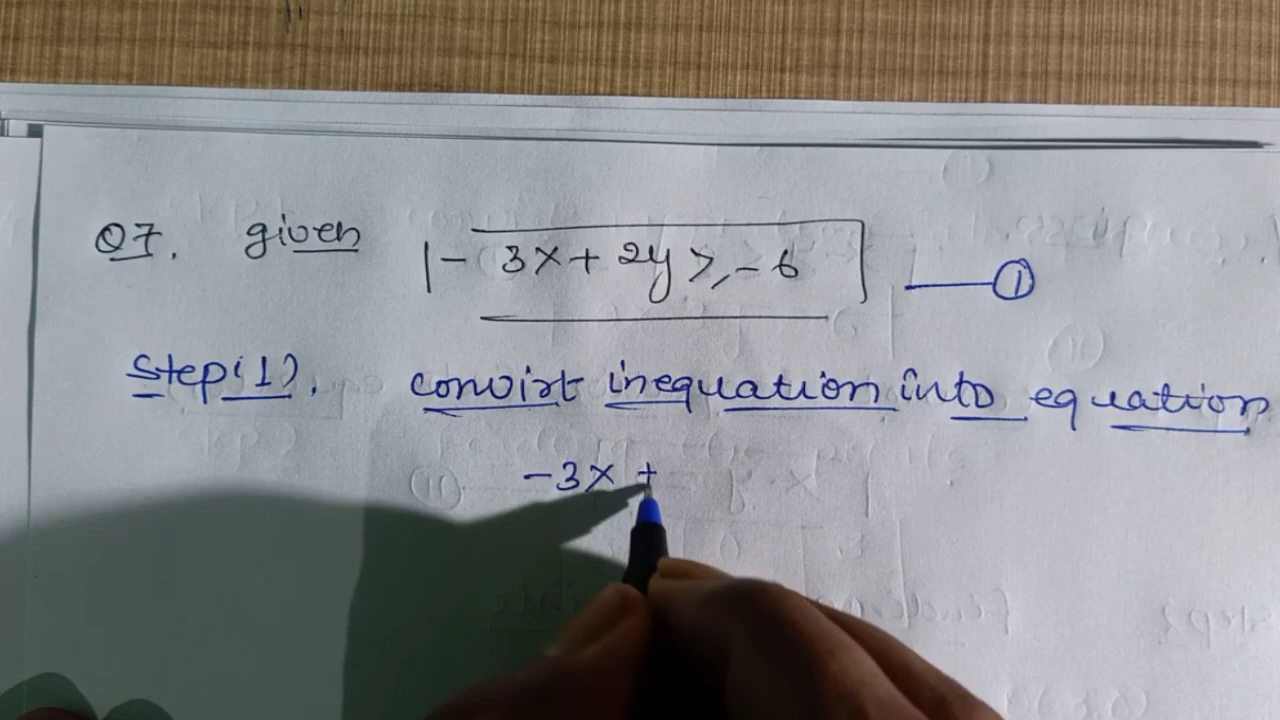 Q7. given - 3x + 2y ⩾ - 6 ①
Step(1). convirt inequation into equation
-3x +